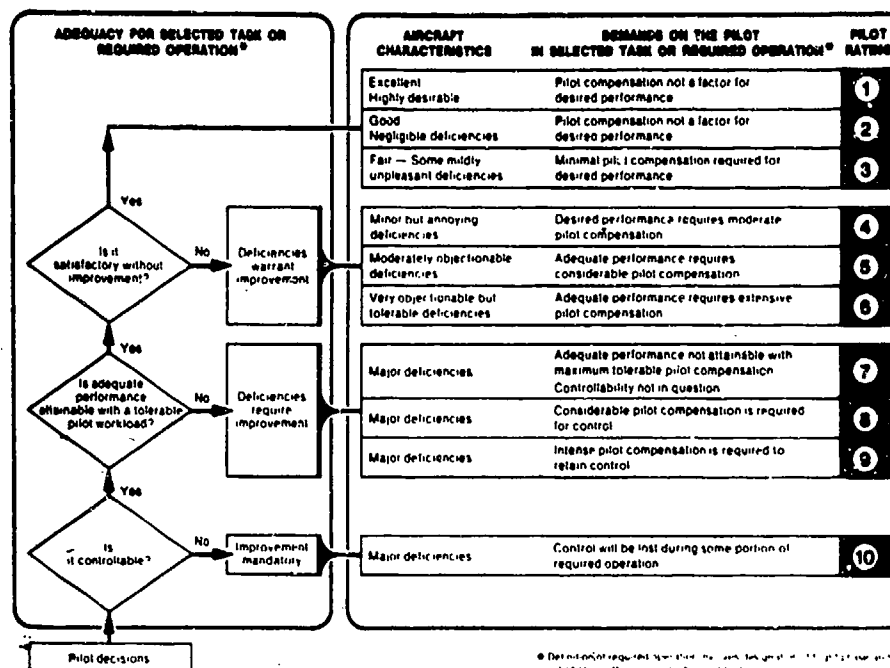 ADEQUACY FOR SELECTED TASK OR
REQUIRED OPERATION*
AIRCRAFT
CHARACTERISTICS
DEMANDS ON THE PILOT
IN SELECTED TASK OR REQUIRED OPERATION*
PILOT
RATING
Excellent
Highly desirable
Pilot compensation not a factor for
desired performance
1
Good
Negligible deficiencies
Pilot compensation not a factor for
desired performance
2
Fair — Some mildly
unpleasant deficiencies
Minimal pilot compensation required for
desired performance
3
Yes
Is it
satisfactory without
improvement?
No
Deficiencies
warrant
improvement
Minor but annoying
deficiencies
Desired performance requires moderate
pilot compensation
4
Moderately objectionable
deficiencies
Adequate performance requires
considerable pilot compensation
5
Very objectionable but
tolerable deficiencies
Adequate performance requires extensive
pilot compensation
6
Yes
Is adequate
performance
attainable with a tolerable
pilot workload?
No
Deficiencies
require
improvement
Major deficiencies
Adequate performance not attainable with
maximum tolerable pilot compensation
Controllability not in question
7
Major deficiencies
Considerable pilot compensation is required
for control
8
Major deficiencies
Intense pilot compensation is required to
retain control
9
Yes
Is
it controllable?
No
Improvement
mandatory
Major deficiencies
Control will be lost during some portion of
required operation
10
Pilot decisions
* Definition of required